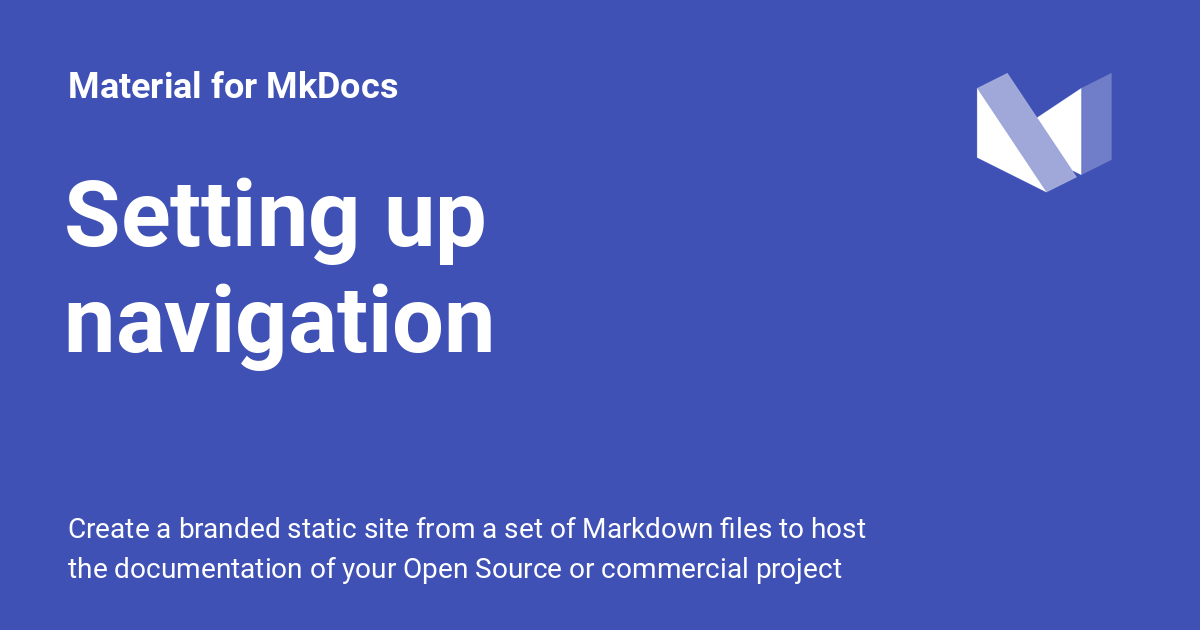 Material for MkDocs
Setting up
navigation
Create a branded static site from a set of Markdown files to host
the documentation of your Open Source or commercial project